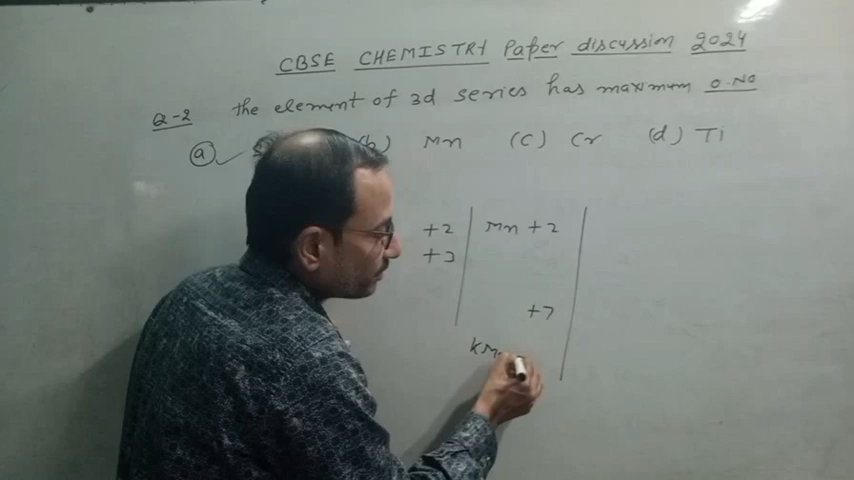 CBSE CHEMISTRY Paper discussion 2024
Q-2 the element of 3d series has maximum O.NO
(a) (b) Mn (c) Cr (d) Ti
+2 Mn +2
+3
+7